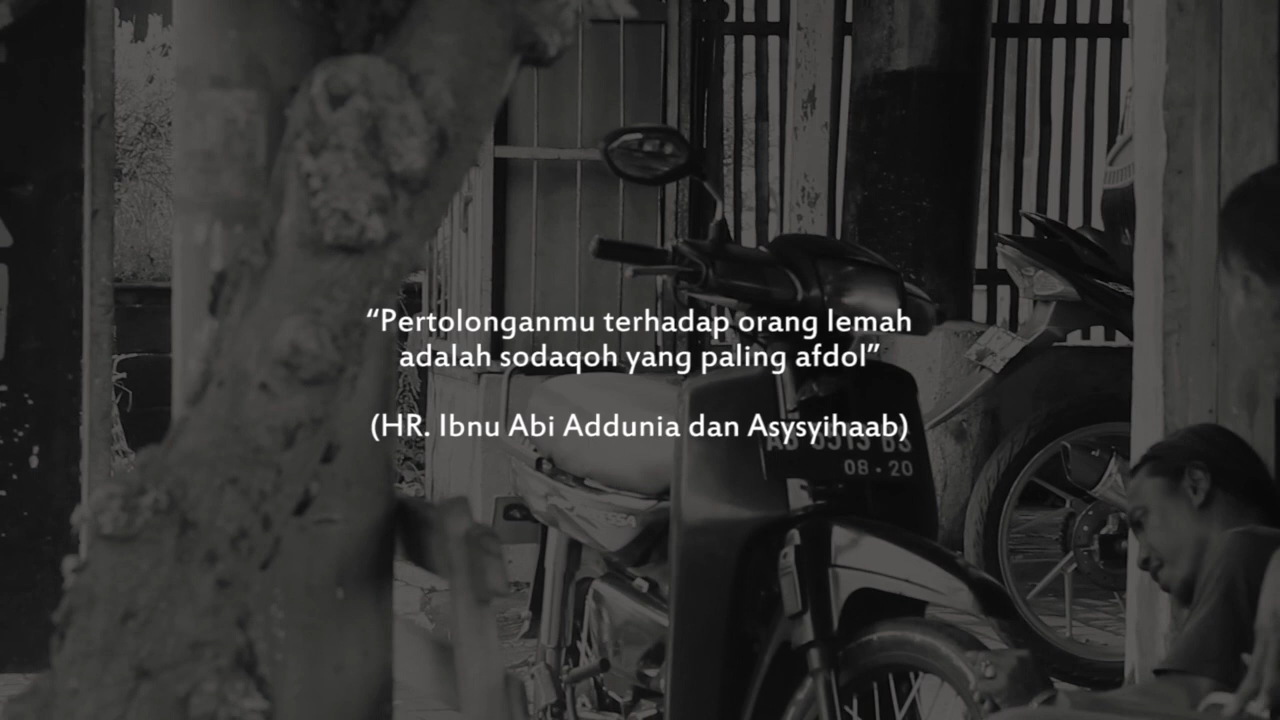 “Pertolonganmu terhadap orang lemah
adalah sodaqoh yang paling afdol”
(HR. Ibnu Abi Addunia dan Asysyihaab)
08 · 20